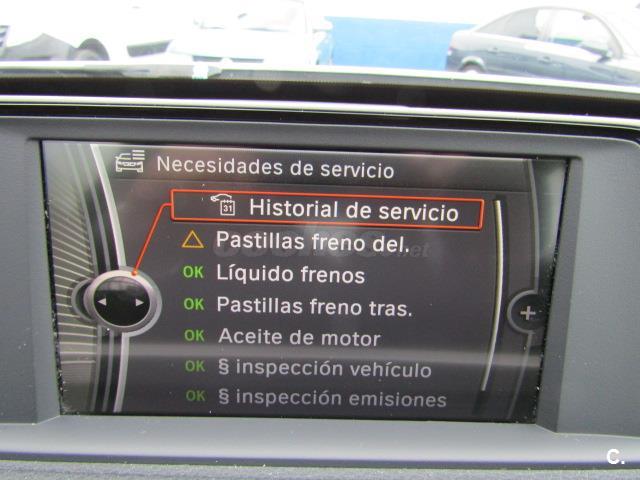 Necesidades de servicio
31 Historial de servicio
Pastillas freno del.
OK Líquido frenos
OK Pastillas freno tras.
OK Aceite de motor
OK § inspección vehículo
OK § inspección emisiones
C.